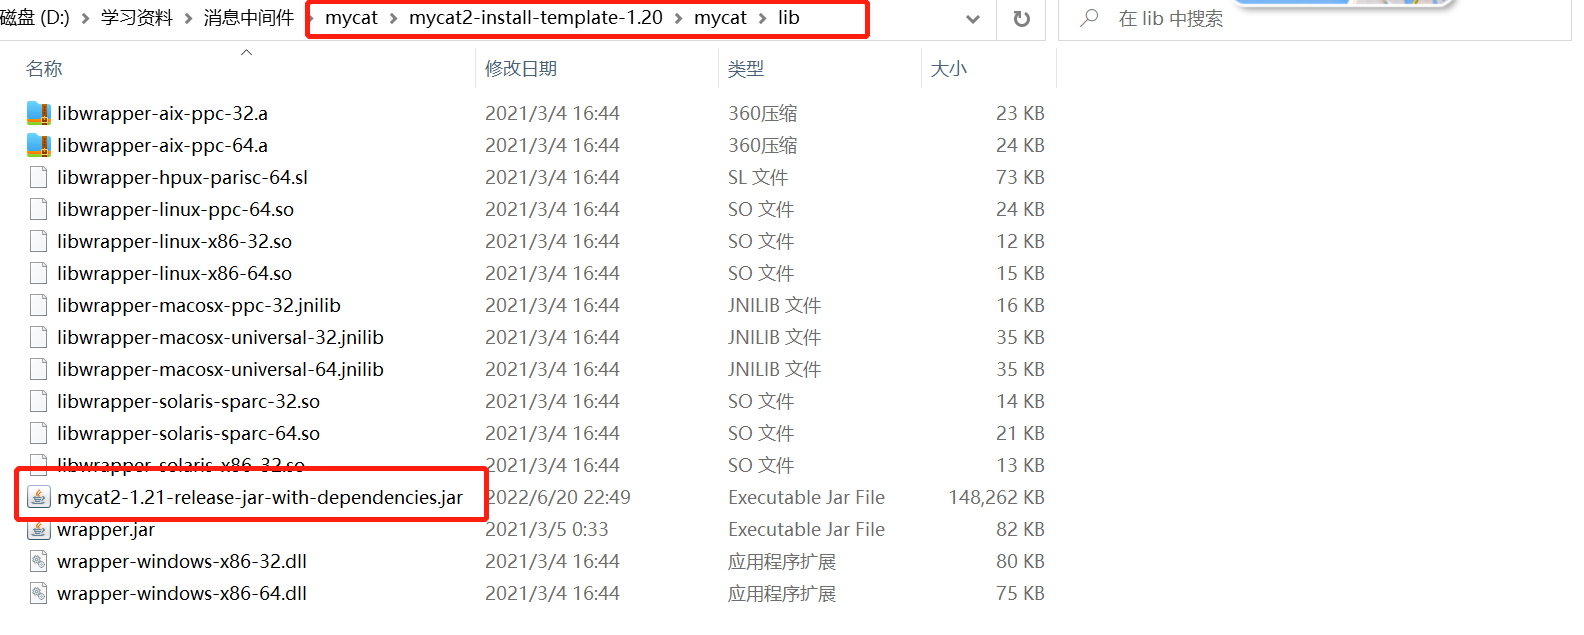 磁盘 (D:) > 学习资料 > 消息中间件 > mycat > mycat2-install-template-1.20 > mycat > lib 在 lib 中搜索
名称 修改日期 类型 大小
libwrapper-aix-ppc-32.a 2021/3/4 16:44 360压缩 23 KB
libwrapper-aix-ppc-64.a 2021/3/4 16:44 360压缩 24 KB
libwrapper-hpux-parisc-64.sl 2021/3/4 16:44 SL 文件 73 KB
libwrapper-linux-ppc-64.so 2021/3/4 16:44 SO 文件 24 KB
libwrapper-linux-x86-32.so 2021/3/4 16:44 SO 文件 12 KB
libwrapper-linux-x86-64.so 2021/3/4 16:44 SO 文件 15 KB
libwrapper-macosx-ppc-32.jnilib 2021/3/4 16:44 JNILIB 文件 16 KB
libwrapper-macosx-universal-32.jnilib 2021/3/4 16:44 JNILIB 文件 35 KB
libwrapper-macosx-universal-64.jnilib 2021/3/4 16:44 JNILIB 文件 35 KB
libwrapper-solaris-sparc-32.so 2021/3/4 16:44 SO 文件 14 KB
libwrapper-solaris-sparc-64.so 2021/3/4 16:44 SO 文件 21 KB
libwrapper-solaris-x86-32.so 2021/3/4 16:44 SO 文件 13 KB
mycat2-1.21-release-jar-with-dependencies.jar 2022/6/20 22:49 Executable Jar File 148,262 KB
wrapper.jar 2021/3/5 0:33 Executable Jar File 82 KB
wrapper-windows-x86-32.dll 2021/3/4 16:44 应用程序扩展 80 KB
wrapper-windows-x86-64.dll 2021/3/4 16:44 应用程序扩展 75 KB